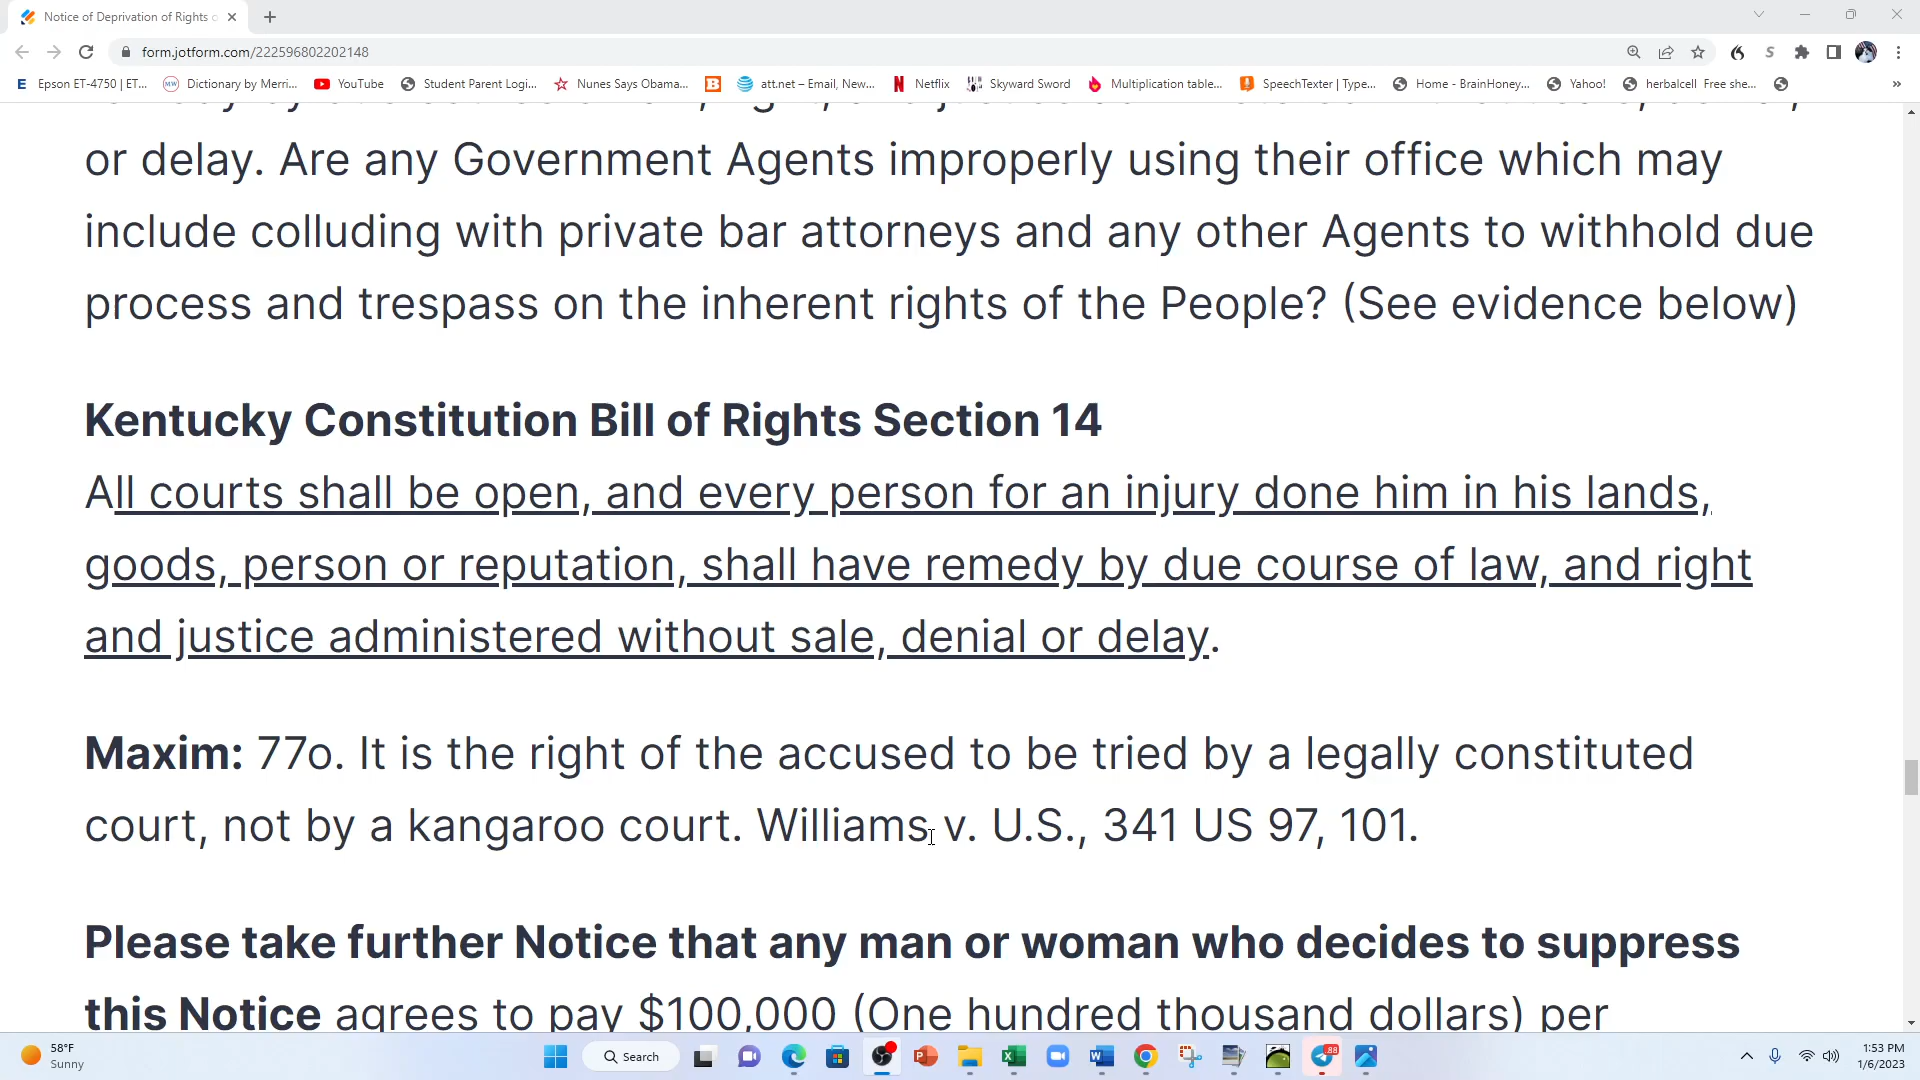 Notice of Deprivation of Rights
form.jotform.com/222596802202148
Epson ET-4750 | ET... Dictionary by Merri... YouTube Student Parent Logi... Nunes Says Obama... att.net – Email, New... Netflix Skyward Sword Multiplication table... SpeechTexter | Type... Home - BrainHoney... Yahoo! herbalcell Free she... »
or delay. Are any Government Agents improperly using their office which may
include colluding with private bar attorneys and any other Agents to withhold due
process and trespass on the inherent rights of the People? (See evidence below)
Kentucky Constitution Bill of Rights Section 14
All courts shall be open, and every person for an injury done him in his lands,
goods, person or reputation, shall have remedy by due course of law, and right
and justice administered without sale, denial or delay.
Maxim: 77o. It is the right of the accused to be tried by a legally constituted
court, not by a kangaroo court. Williams v. U.S., 341 US 97, 101.
Please take further Notice that any man or woman who decides to suppress
this Notice agrees to pay $100,000 (One hundred thousand dollars) per
58°F
Sunny
Search
88
1:53 PM
1/6/2023